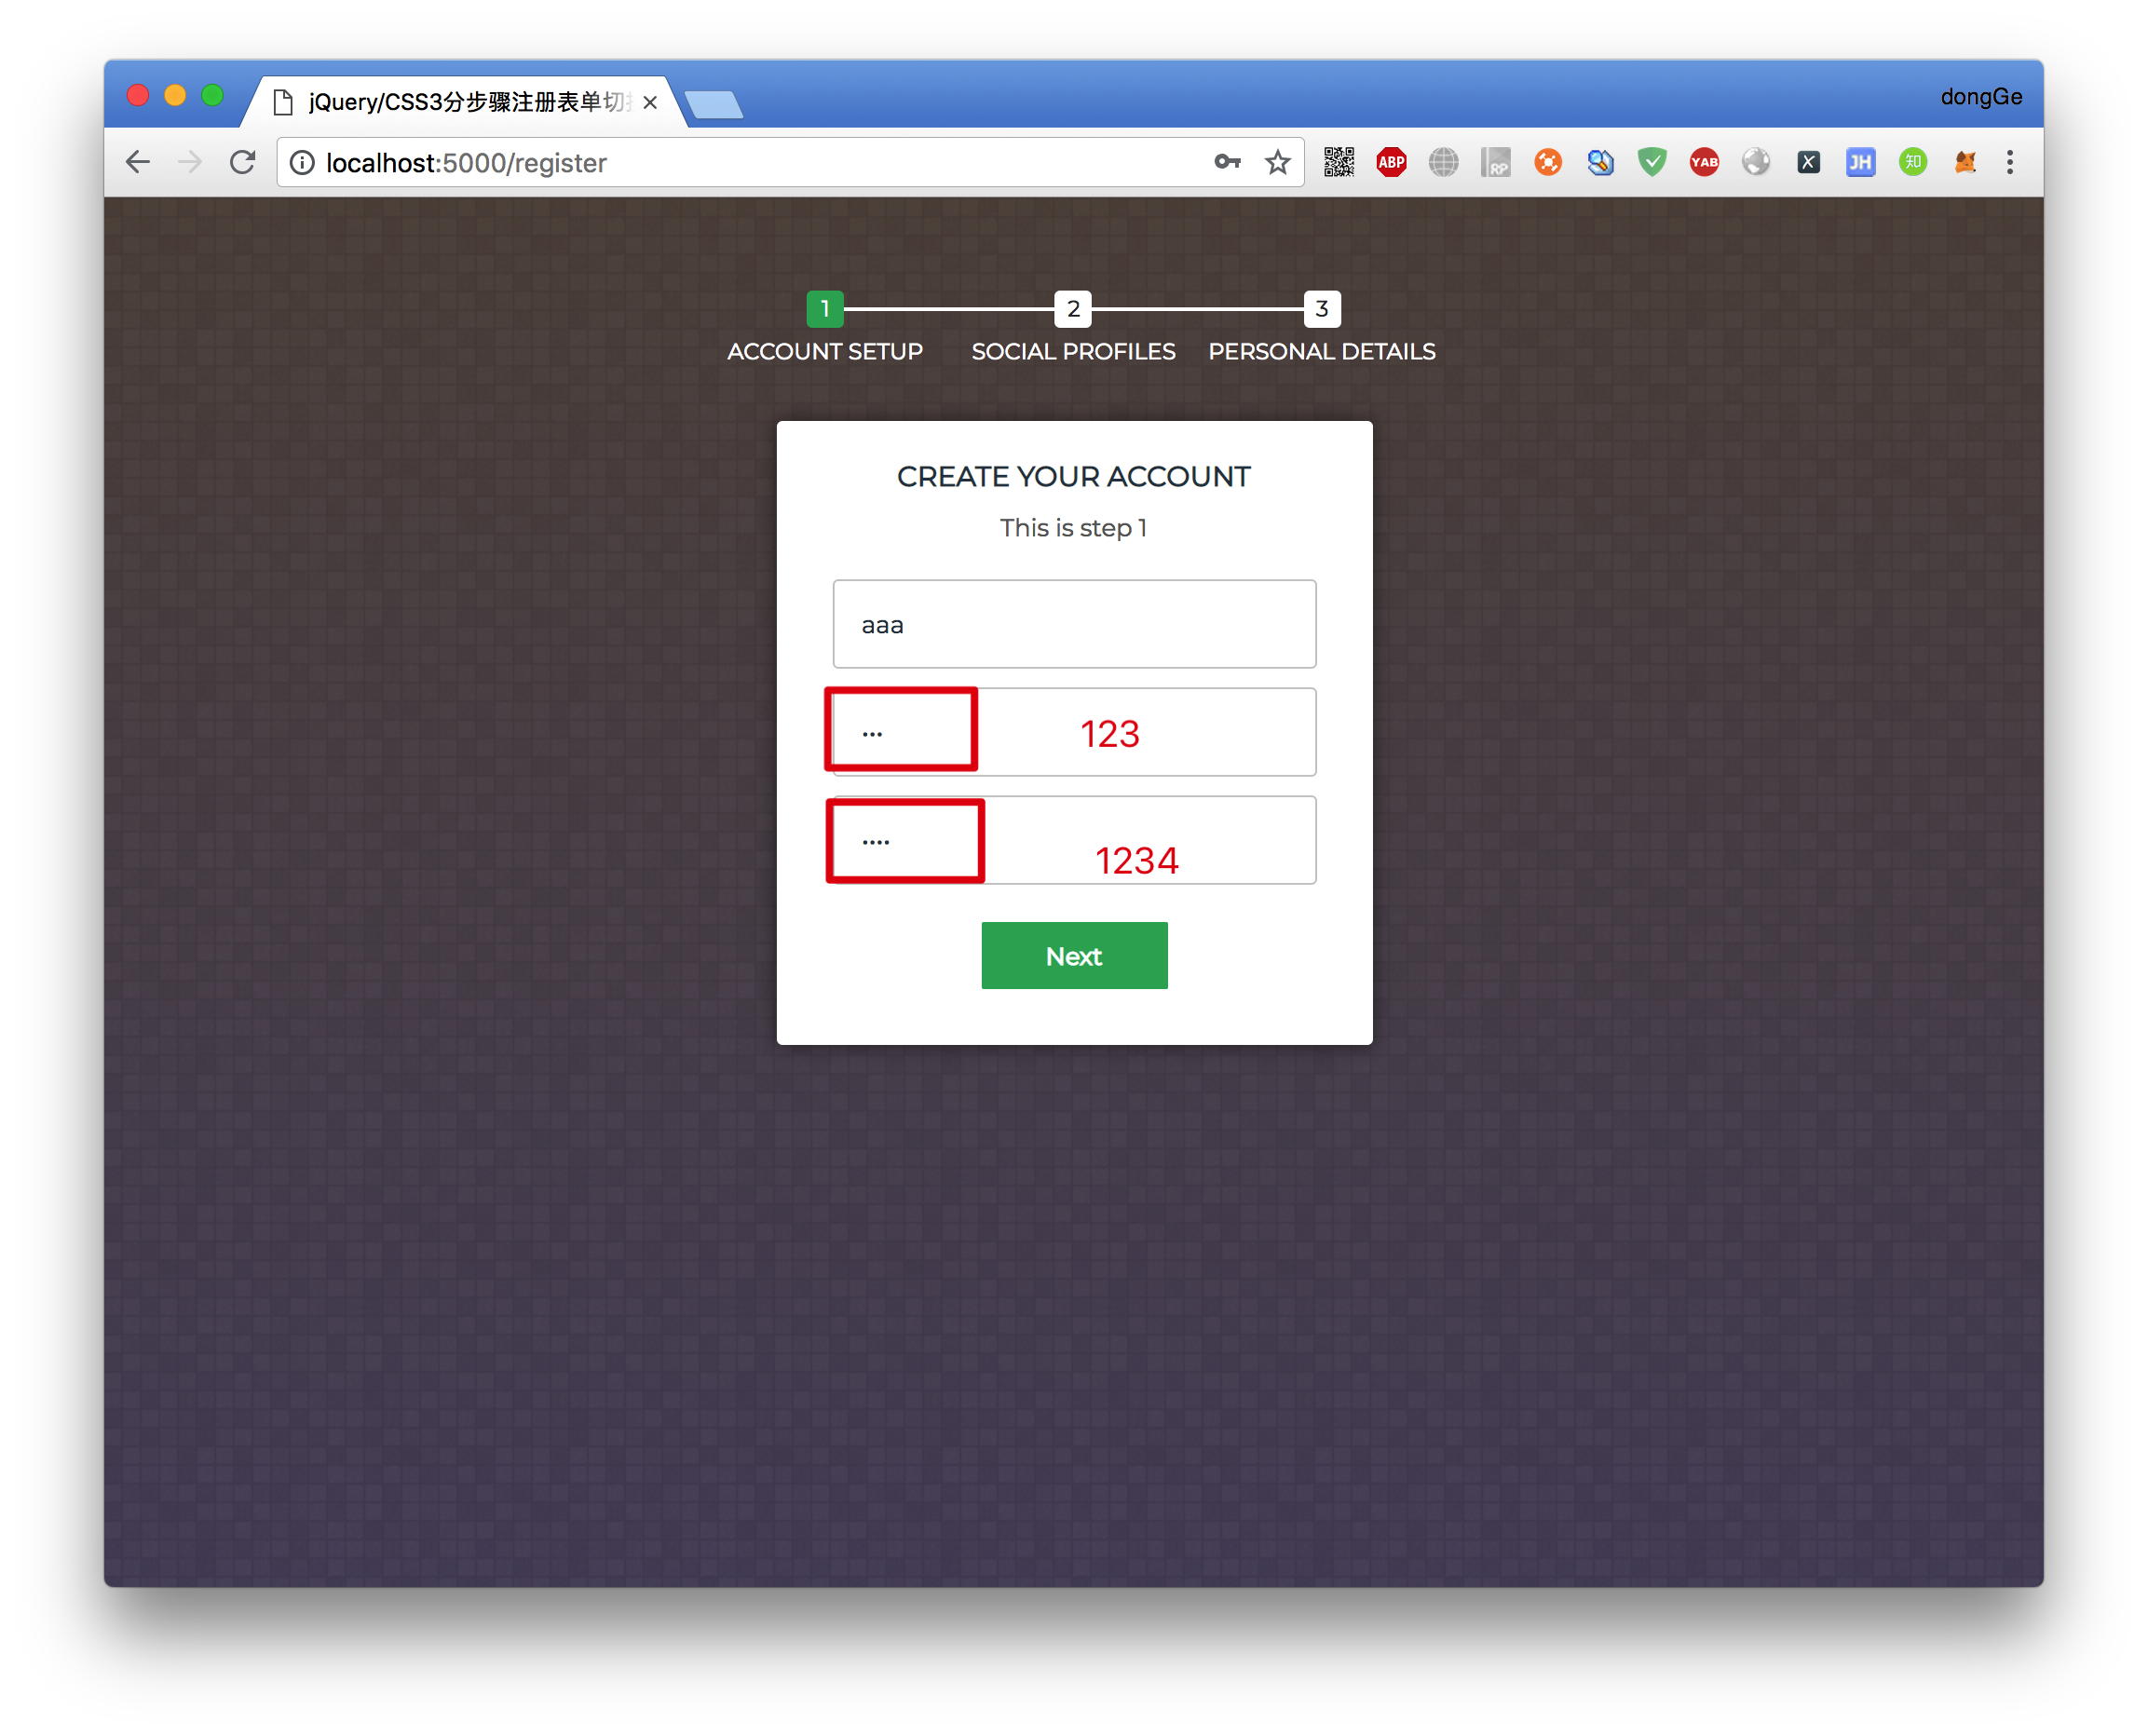 jQuery/CSS3分步骤注册表单切
dongGe
localhost:5000/register
ABP
RP
YAB
X
JH
知
1
2
3
ACCOUNT SETUP
SOCIAL PROFILES
PERSONAL DETAILS
CREATE YOUR ACCOUNT
This is step 1
aaa
123
1234
Next